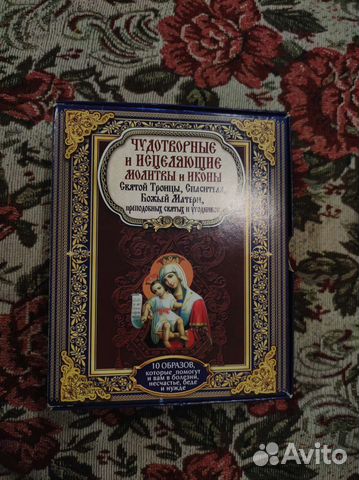 ЧУДОТВОРНЫЕ
и ИСЦЕЛЯЮЩИЕ
МОЛИТВЫ и ИКОНЫ
Святой Троицы, Спасителя,
Божьей Матери,
преподобных святых и угодников
10 ОБРАЗОВ,
которые помогут
и вам в болезни,
несчастье, беде
и нужде
Avito